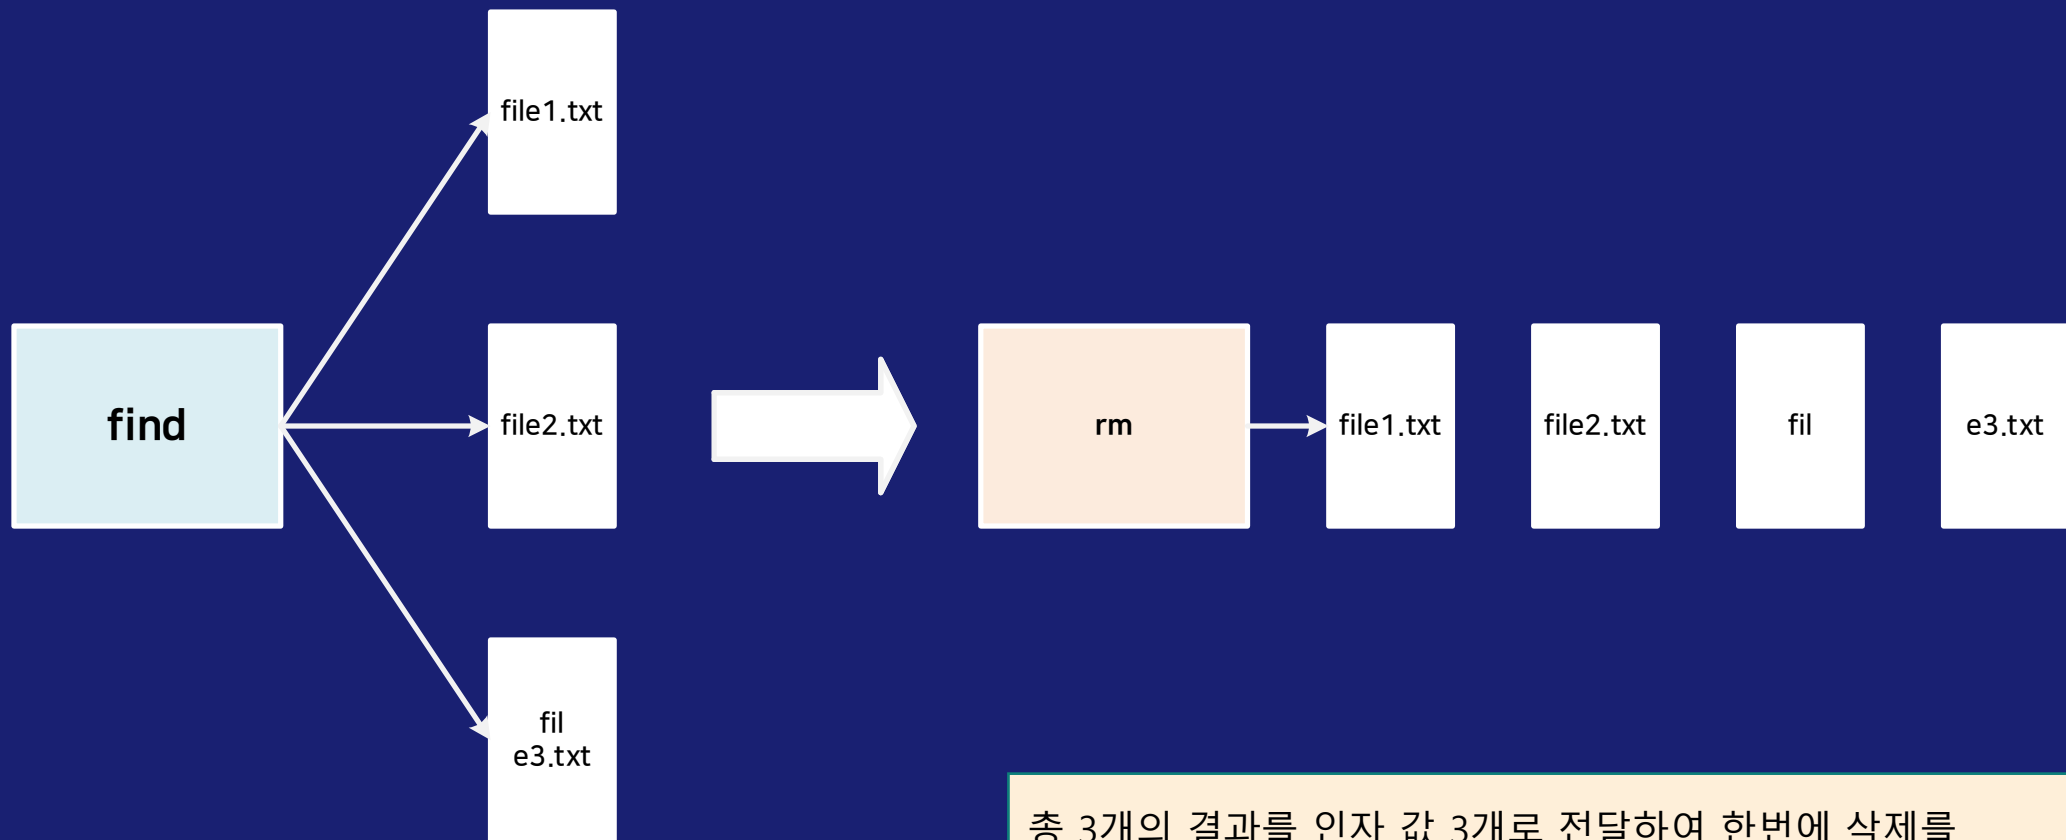 file1.txt
find
file2.txt
fil
e3.txt
rm
file1.txt
file2.txt
fil
e3.txt
총 3개의 결과를 인자 값 3개로 전달하여 한번에 삭제를